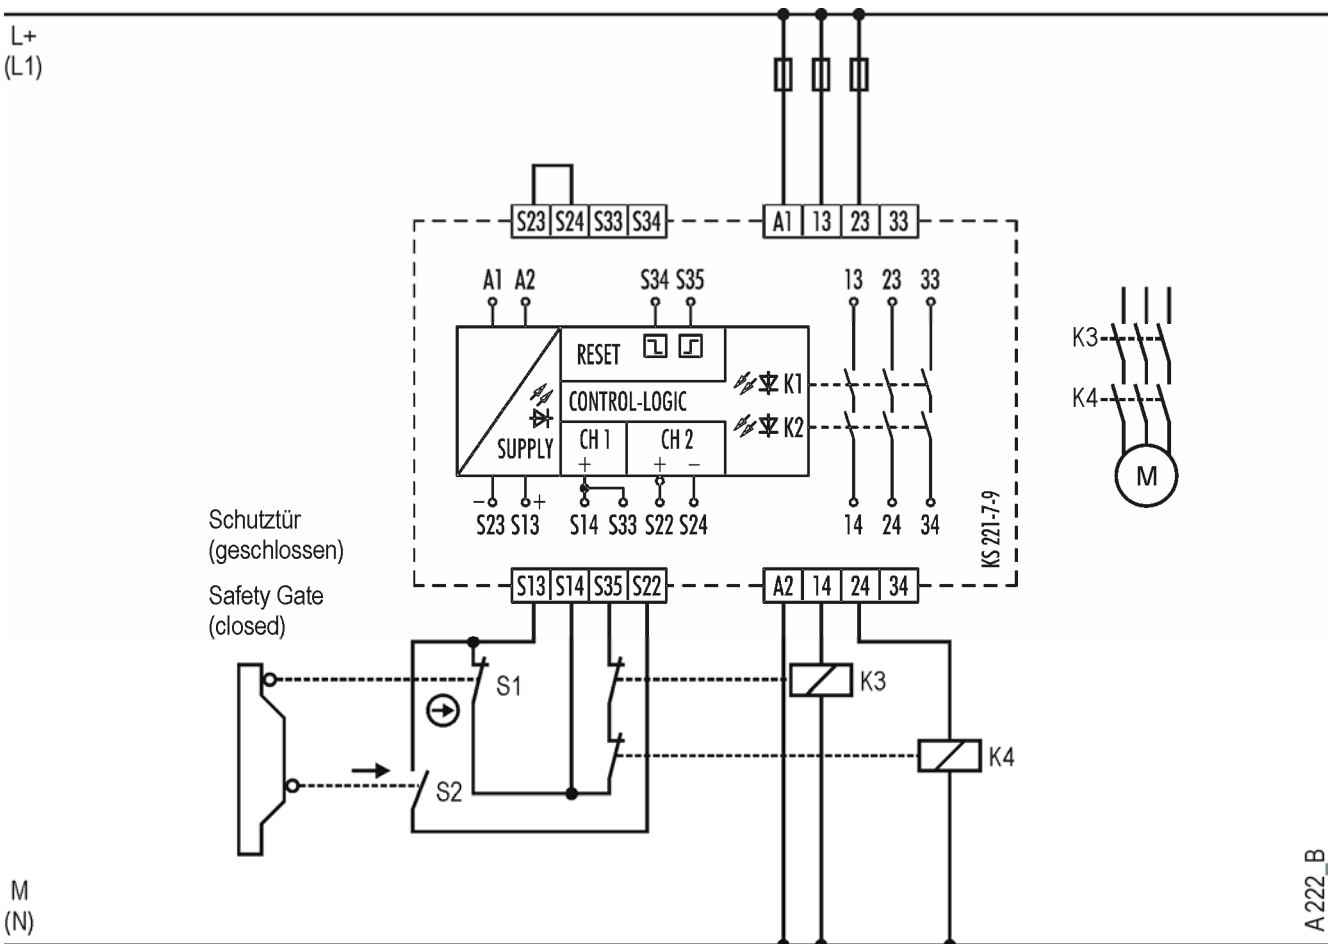 L+
(L1)
S23 S24 S33 S34
A1 13 23 33
A1 A2 S34 S35 13 23 33
RESET
K1
CONTROL-LOGIC
K2
SUPPLY
CH 1 CH 2
+ + -
- +
S23 S13 S14 S33 S22 S24 14 24 34
KS 221-7-9
K3
K4
M
Schutztür
(geschlossen)
Safety Gate
(closed)
S13 S14 S35 S22
A2 14 24 34
S1
K3
K4
S2
M
(N)
A 222_B